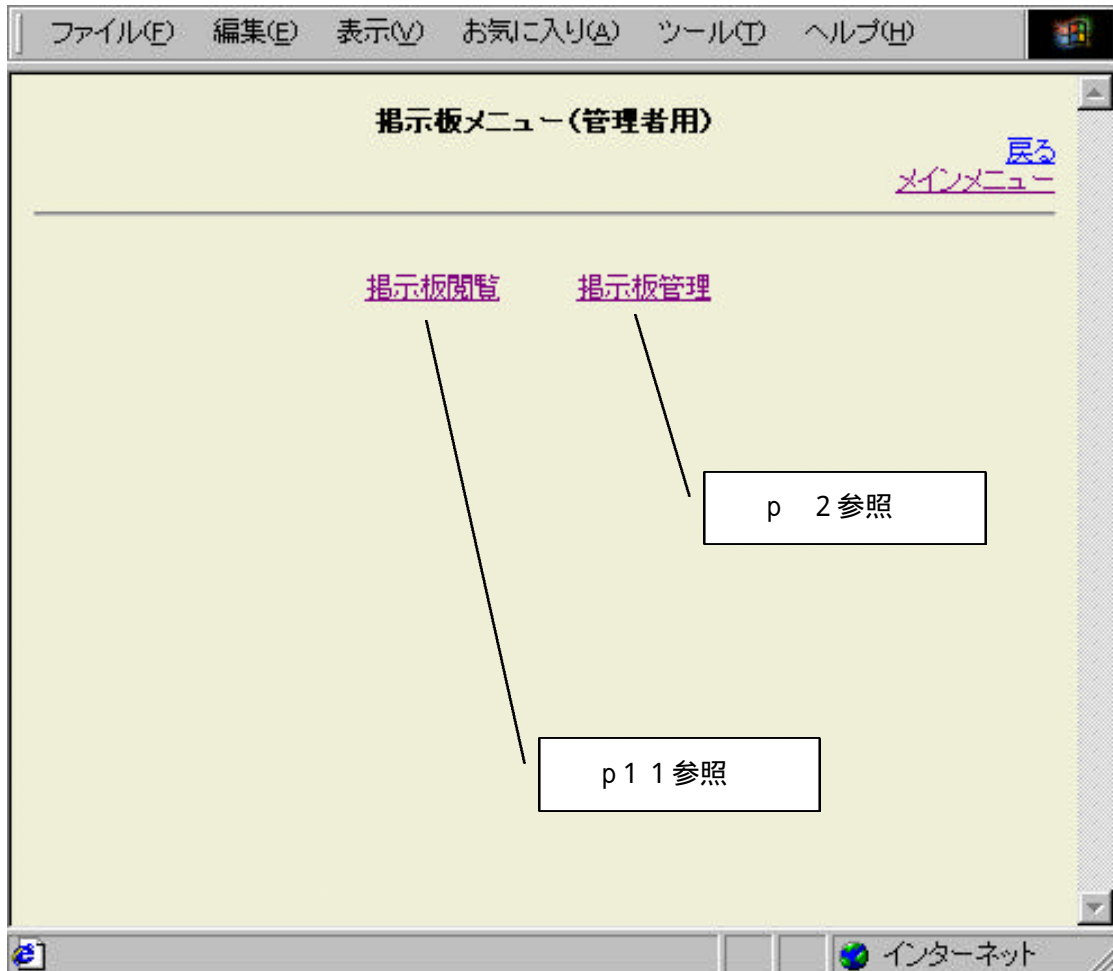 ファイル(F) 編集(E) 表示(V) お気に入り(A) ツール(T) ヘルプ(H)
掲示板メニュー(管理者用)
戻る
メインメニュー
掲示板閲覧 掲示板管理
p 2参照
p11参照
インターネット